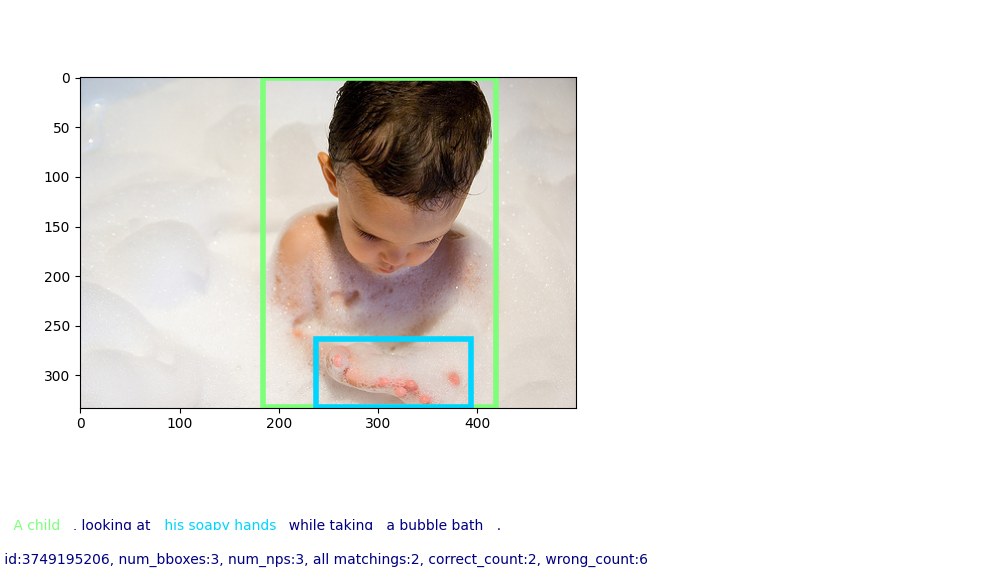 0
50
100
150
200
250
300
0 100 200 300 400
A child . looking at his soapy hands while taking a bubble bath .
id:3749195206, num_bboxes:3, num_nps:3, all matchings:2, correct_count:2, wrong_count:6